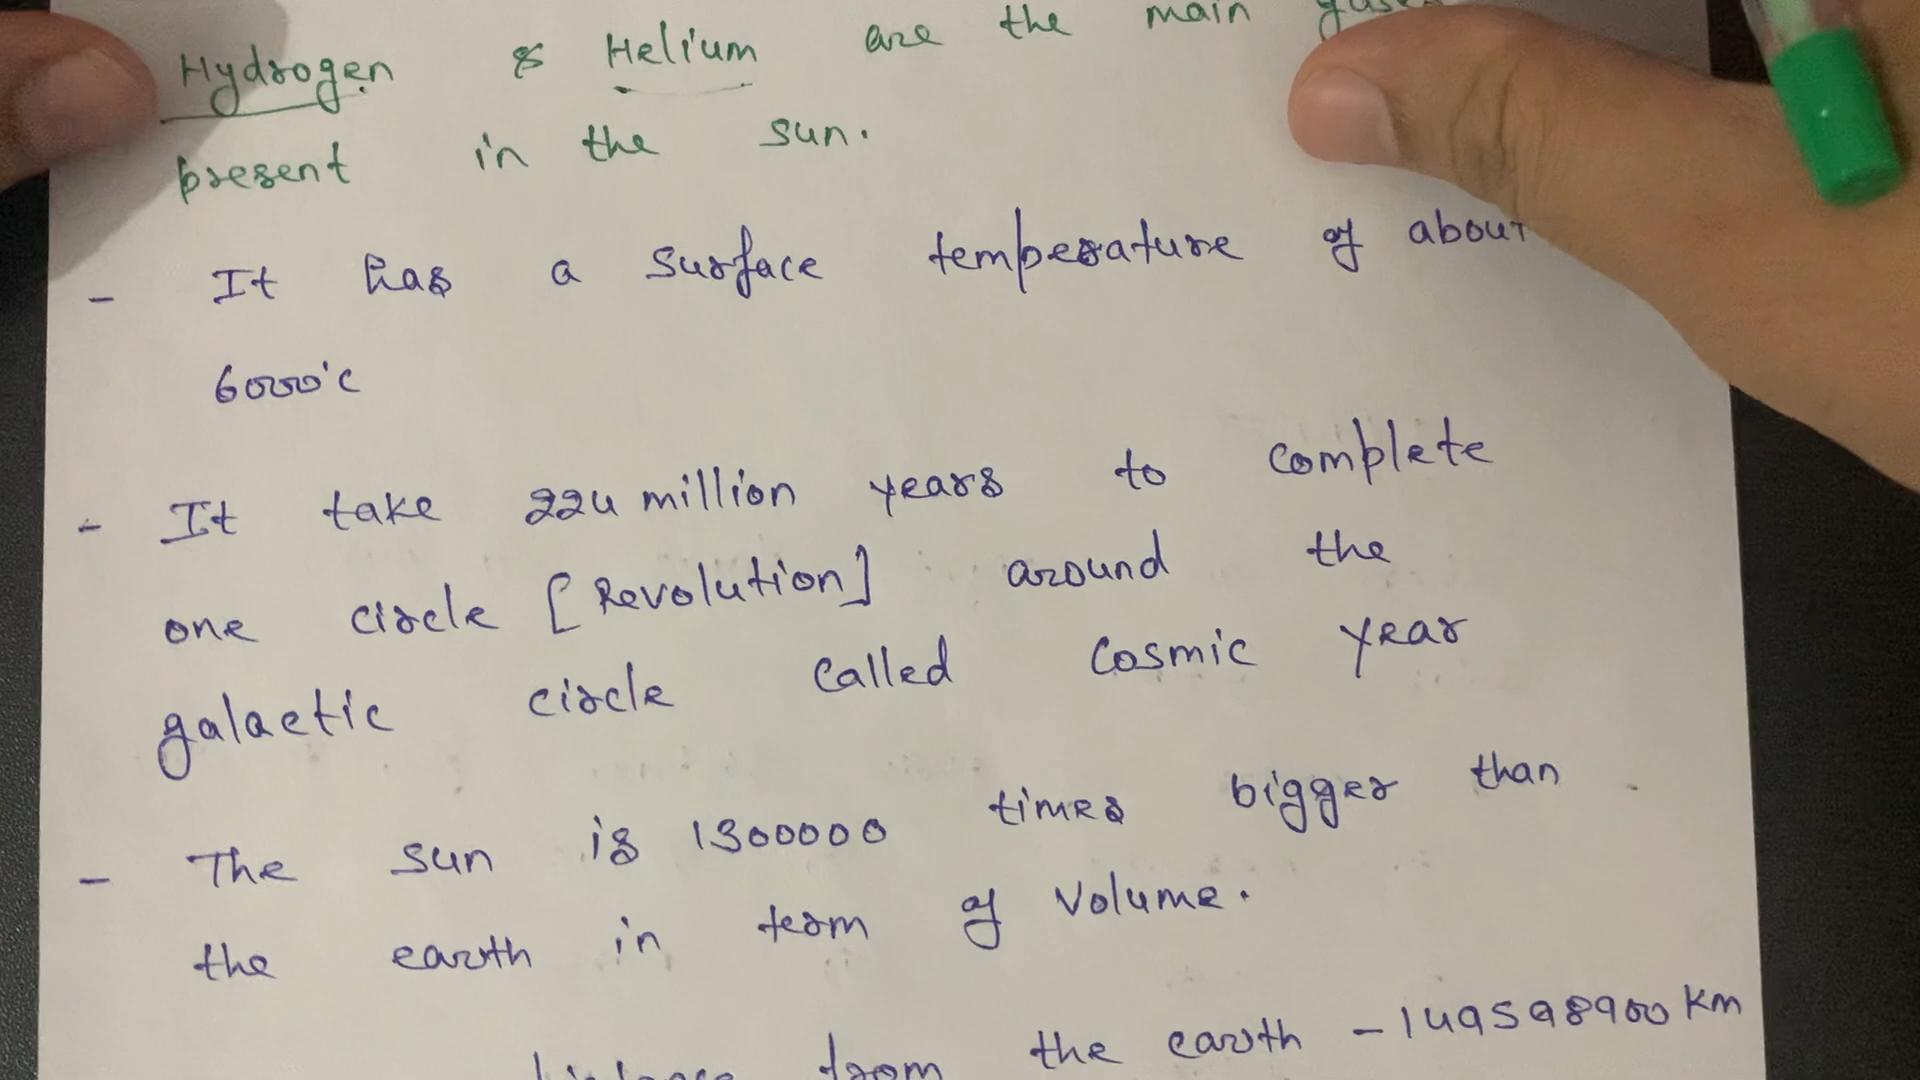 Hydrogen & Helium are the main
present in the sun.
- It has a surface temperature of about
6000°C
- It take 224 million years to complete
one circle [Revolution] around the
galactic circle called cosmic year
- The sun is 1300000 times bigger than
the earth in term of volume.
from the earth - 149598900 km